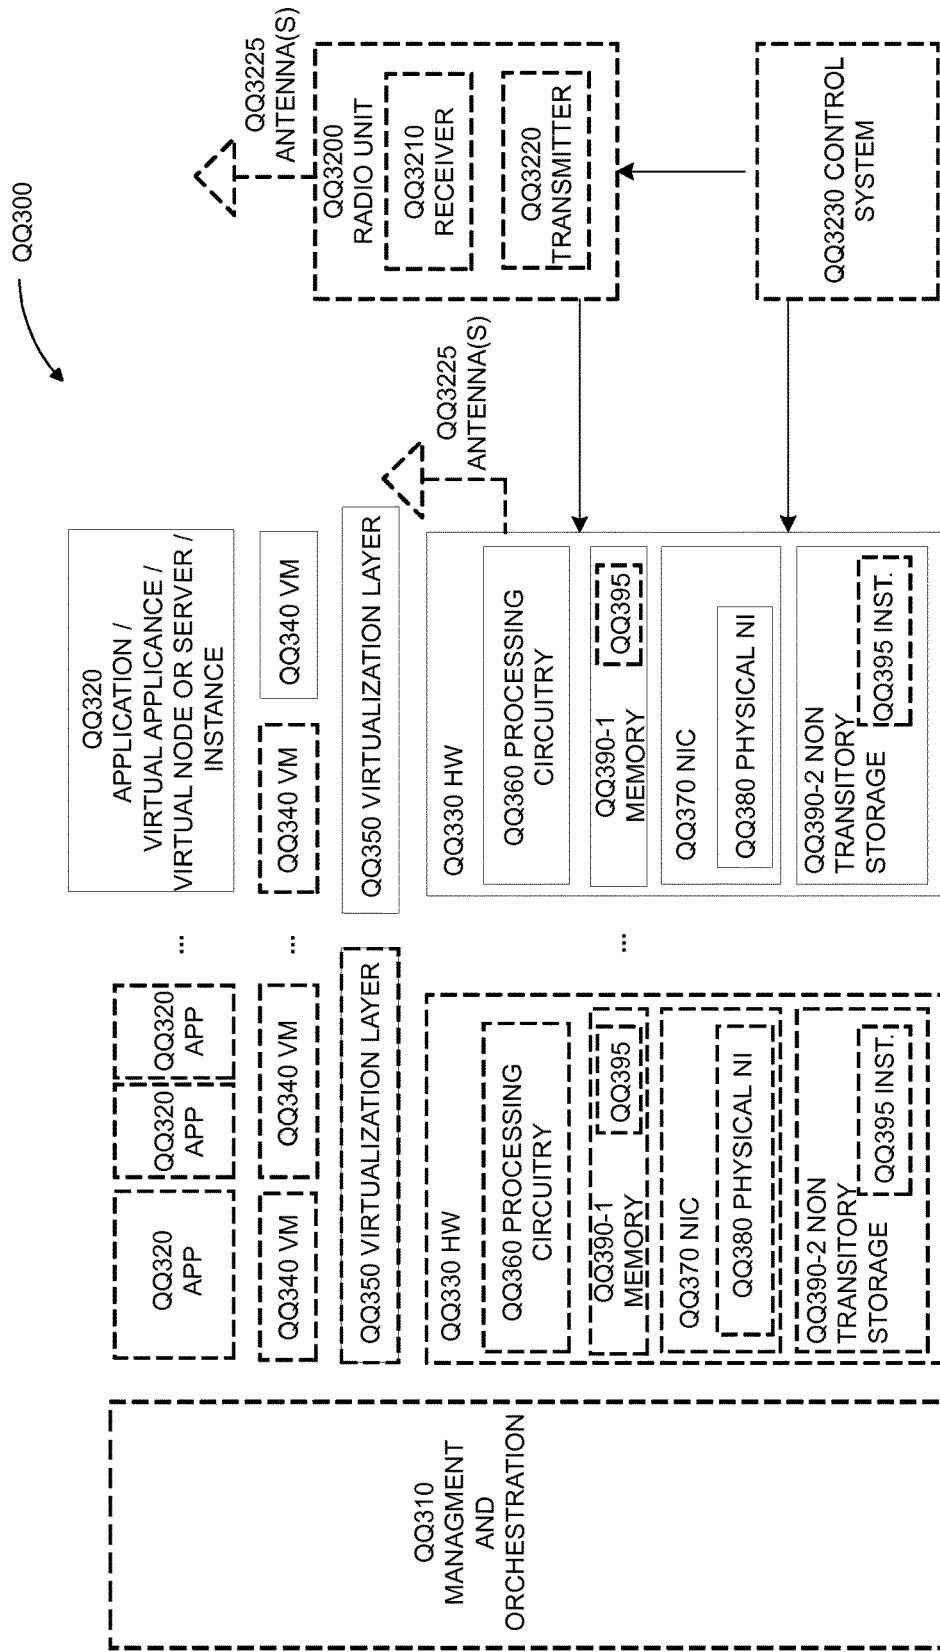 QQ300
QQ310
MANAGMENT
AND
ORCHESTRATION
QQ320
APP
QQ320
APP
QQ320
APP
...
QQ320
APPLICATION /
VIRTUAL APPLICANCE /
VIRTUAL NODE OR SERVER /
INSTANCE
QQ340 VM
QQ340 VM
...
QQ340 VM
QQ340 VM
QQ350 VIRTUALIZATION LAYER
QQ350 VIRTUALIZATION LAYER
QQ330 HW
QQ360 PROCESSING
CIRCUITRY
QQ390-1
MEMORY
QQ395
QQ370 NIC
QQ380 PHYSICAL NI
QQ390-2 NON
TRANSITORY
STORAGE
QQ395 INST.
...
QQ330 HW
QQ360 PROCESSING
CIRCUITRY
QQ390-1
MEMORY
QQ395
QQ370 NIC
QQ380 PHYSICAL NI
QQ390-2 NON
TRANSITORY
STORAGE
QQ395 INST.
QQ3225
ANTENNA(S)
QQ3225
ANTENNA(S)
QQ3200
RADIO UNIT
QQ3210
RECEIVER
QQ3220
TRANSMITTER
QQ3230 CONTROL
SYSTEM